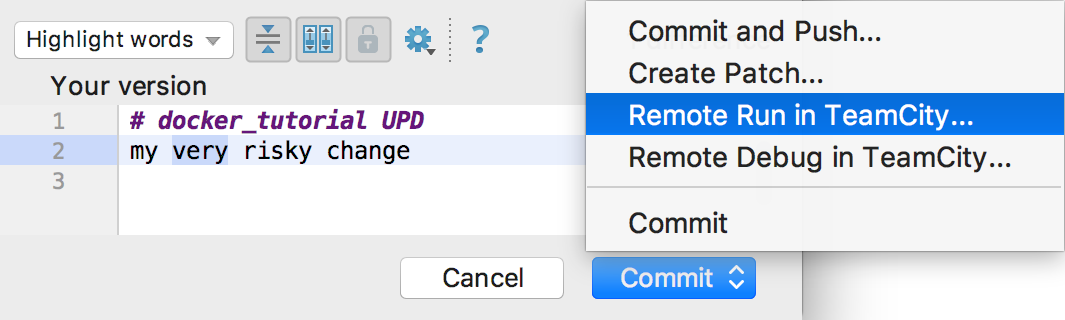 Highlight words
?
Your version
1 # docker_tutorial UPD
2 my very risky change
3
Cancel
Commit
Commit and Push...
Create Patch...
Remote Run in TeamCity...
Remote Debug in TeamCity...
Commit